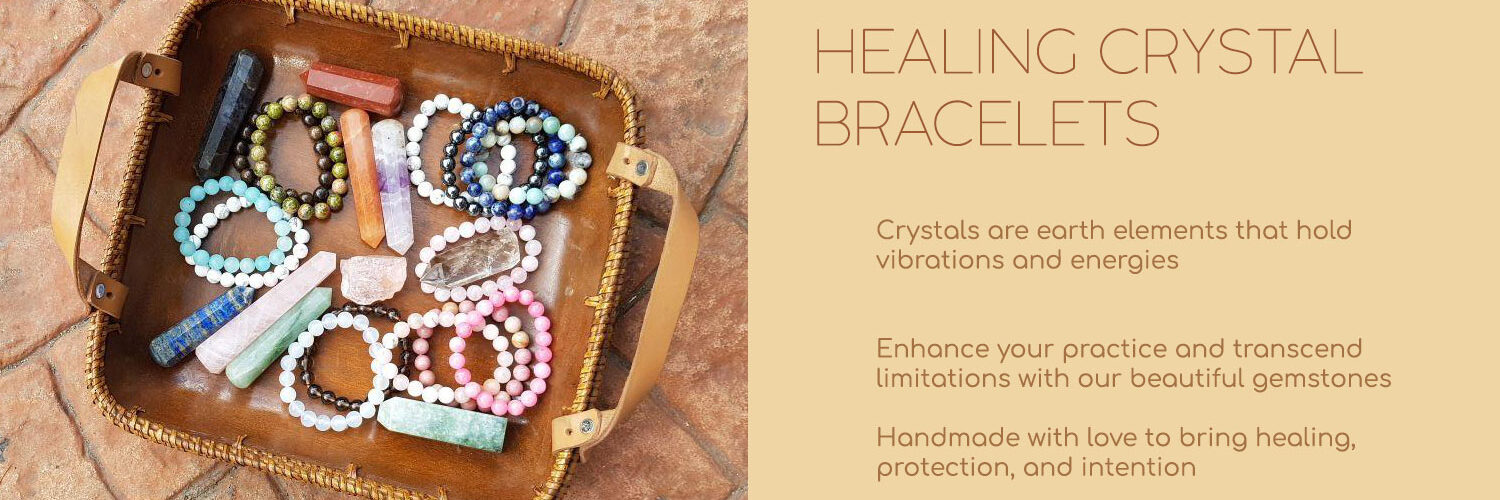 HEALING CRYSTAL
BRACELETS
Crystals are earth elements that hold
vibrations and energies
Enhance your practice and transcend
limitations with our beautiful gemstones
Handmade with love to bring healing,
protection, and intention